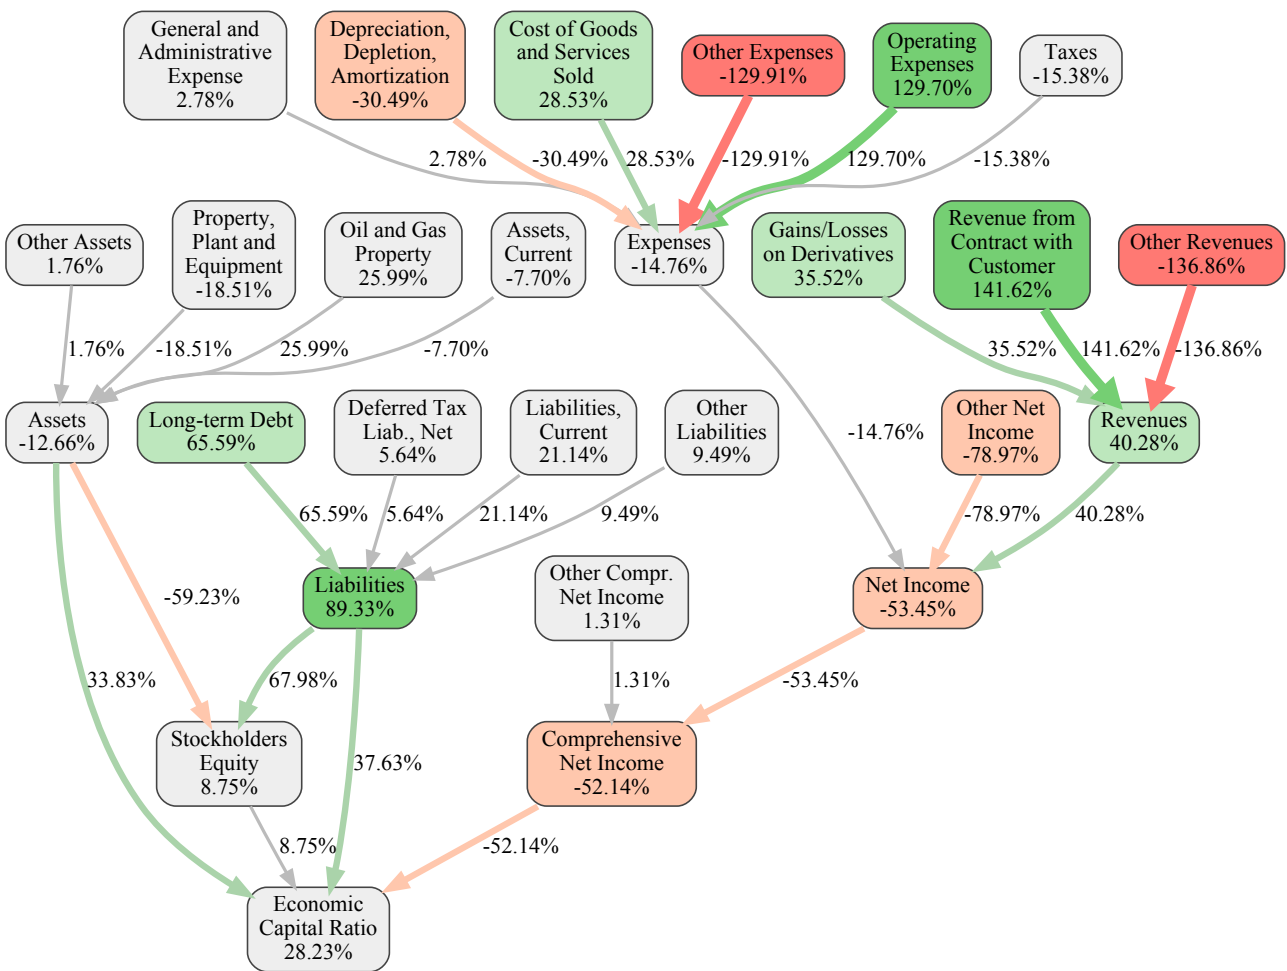 General and
Administrative
Expense
2.78%
Depreciation,
Depletion,
Amortization
-30.49%
Cost of Goods
and Services
Sold
28.53%
Other Expenses
-129.91%
Operating
Expenses
129.70%
Taxes
-15.38%
2.78%
-30.49%
28.53%
-129.91%
129.70%
-15.38%
Other Assets
1.76%
Property,
Plant and
Equipment
-18.51%
Oil and Gas
Property
25.99%
Assets,
Current
-7.70%
Expenses
-14.76%
Gains/Losses
on Derivatives
35.52%
Revenue from
Contract with
Customer
141.62%
Other Revenues
-136.86%
1.76%
-18.51%
25.99%
-7.70%
35.52%
141.62%
-136.86%
Assets
-12.66%
Long-term Debt
65.59%
Deferred Tax
Liab., Net
5.64%
Liabilities,
Current
21.14%
Other
Liabilities
9.49%
-14.76%
Other Net
Income
-78.97%
Revenues
40.28%
65.59%
5.64%
21.14%
9.49%
-78.97%
40.28%
-59.23%
Liabilities
89.33%
Other Compr.
Net Income
1.31%
Net Income
-53.45%
33.83%
67.98%
1.31%
-53.45%
Stockholders
Equity
8.75%
37.63%
Comprehensive
Net Income
-52.14%
8.75%
-52.14%
Economic
Capital Ratio
28.23%